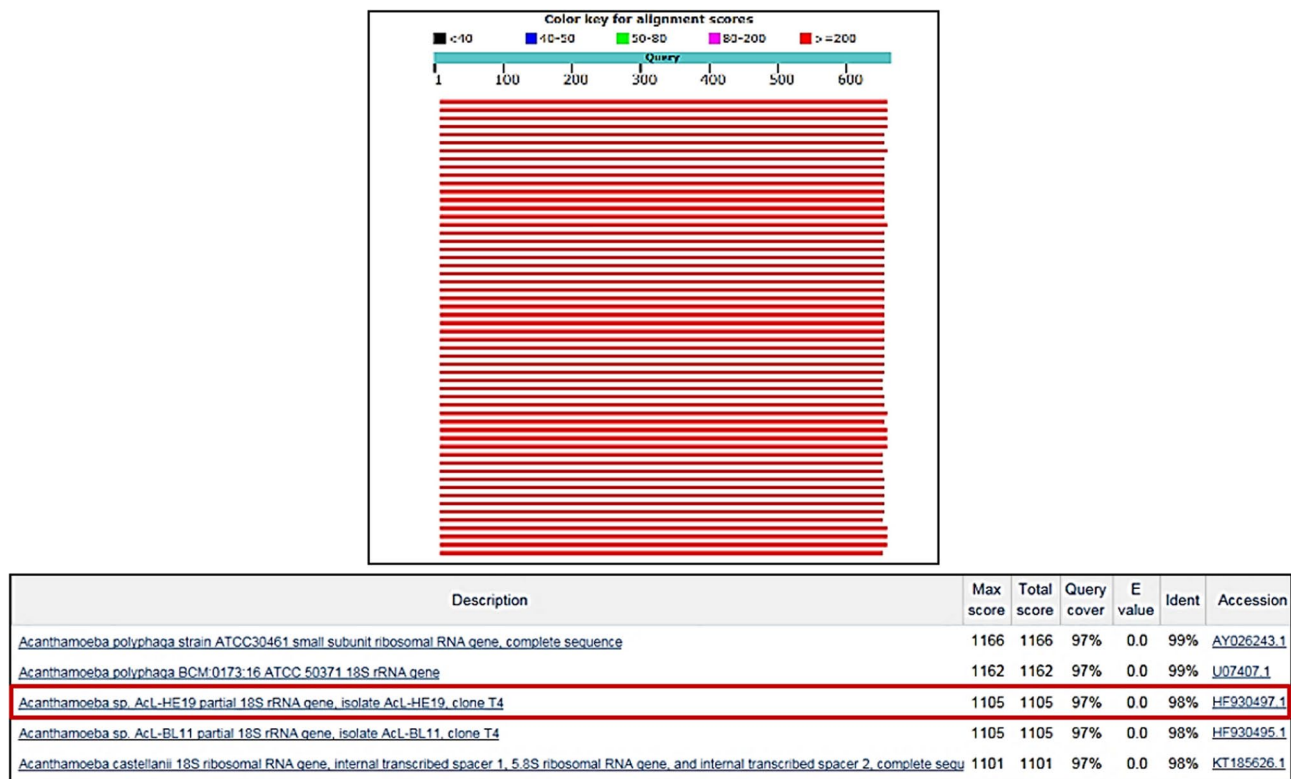 Color key for alignment scores
<40 40-50 50-80 80-200 >=200
Query
1 100 200 300 400 500 600
Description Max score Total score Query cover E value Ident Accession
Acanthamoeba polyphaga strain ATCC30461 small subunit ribosomal RNA gene, complete sequence 1166 1166 97% 0.0 99% AY026243.1
Acanthamoeba polyphaga BCM:0173:16 ATCC 50371 18S rRNA gene 1162 1162 97% 0.0 99% U07407.1
Acanthamoeba sp. AcL-HE19 partial 18S rRNA gene, isolate AcL-HE19, clone T4 1105 1105 97% 0.0 98% HF930497.1
Acanthamoeba sp. AcL-BL11 partial 18S rRNA gene, isolate AcL-BL11, clone T4 1105 1105 97% 0.0 98% HF930495.1
Acanthamoeba castellanii 18S ribosomal RNA gene, internal transcribed spacer 1, 5.8S ribosomal RNA gene, and internal transcribed spacer 2, complete sequ 1101 1101 97% 0.0 98% KT185626.1